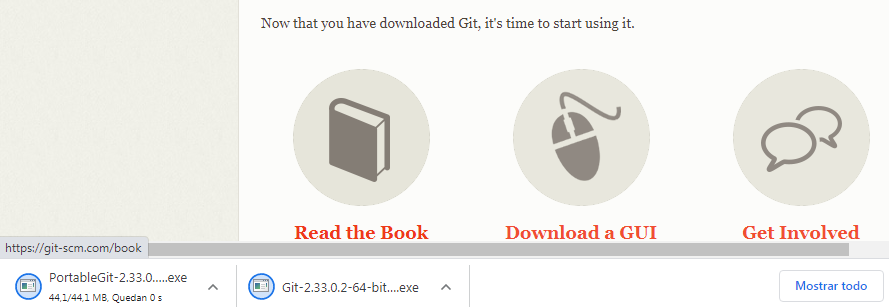 Now that you have downloaded Git, it's time to start using it.
Read the Book
Download a GUI
Get Involved
https://git-scm.com/book
PortableGit-2.33.0.....exe
44,1/44,1 MB, Quedan 0 s
Git-2.33.0.2-64-bit....exe
Mostrar todo